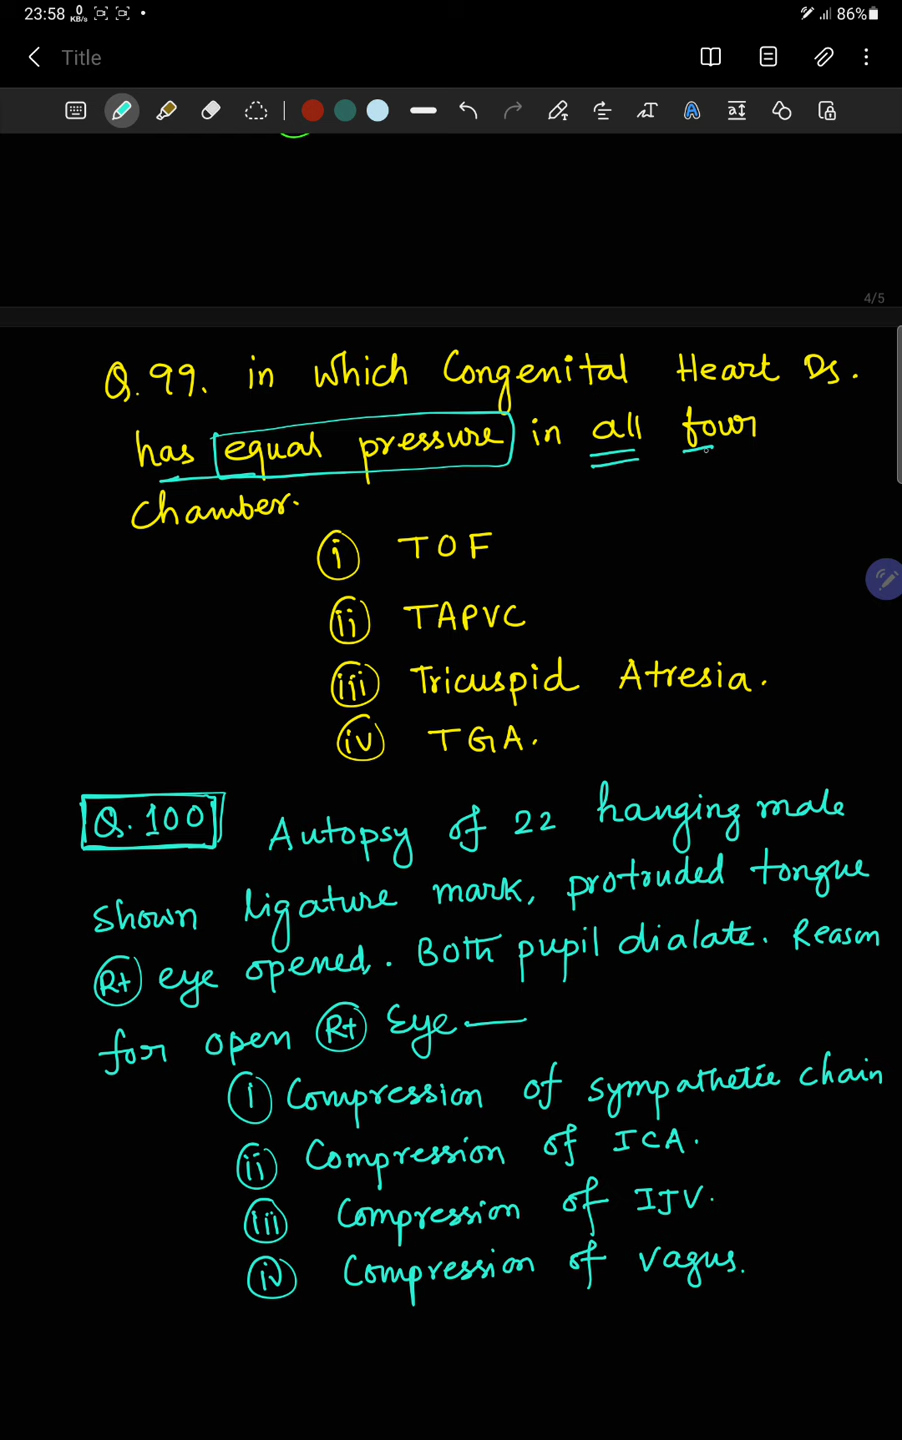 23:58 0 KB/s 86%
Title
4/5
Q.99. in which Congenital Heart Ds.
has equal pressure in all four
chamber.
i TOF
ii TAPVC
iii Tricuspid Atresia.
iv TGA.
Q.100 Autopsy of 22 hanging male
shown ligature mark, protruded tongue
Rt eye opened. Both pupil dialate. Reason
for open Rt Eye —
i Compression of sympathetic chain
ii Compression of ICA.
iii Compression of IJV.
iv Compression of vagus.